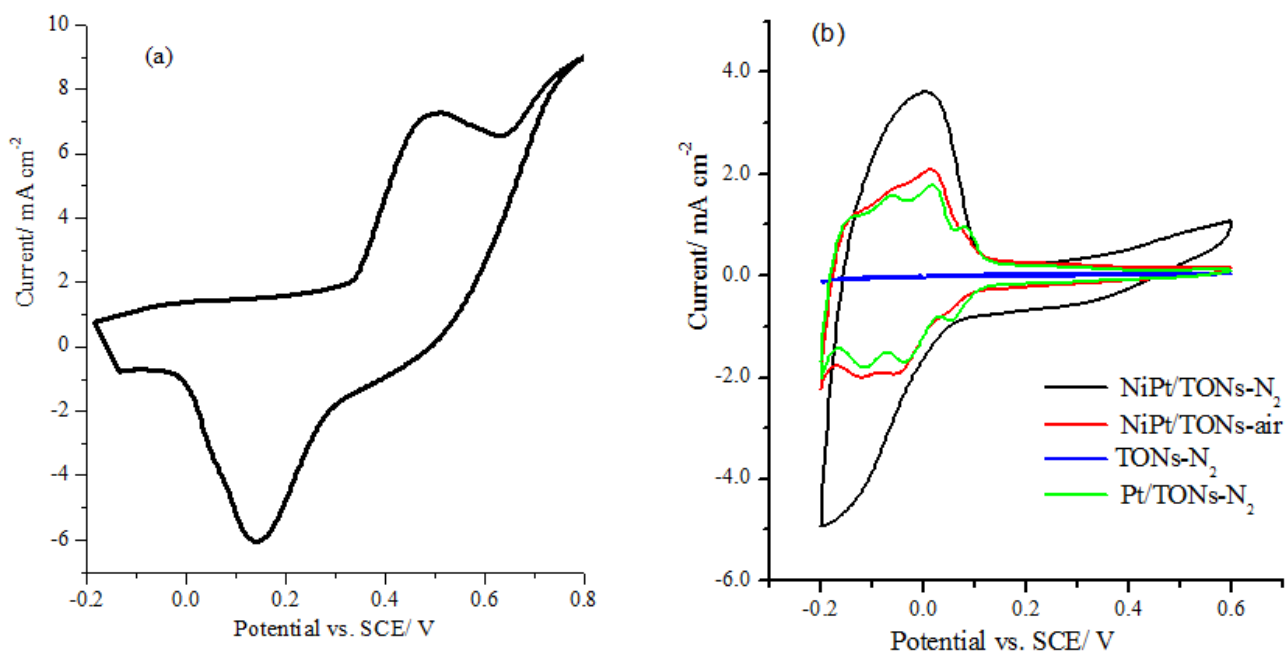 (a)
10
8
6
4
2
0
-2
-4
-6
Current/ mA cm-2
-0.2 0.0 0.2 0.4 0.6 0.8
Potential vs. SCE/ V
(b)
4.0
2.0
0.0
-2.0
-4.0
-6.0
Current/ mA cm-2
NiPt/TONs-N2
NiPt/TONs-air
TONs-N2
Pt/TONs-N2
-0.2 0.0 0.2 0.4 0.6
Potential vs. SCE/ V